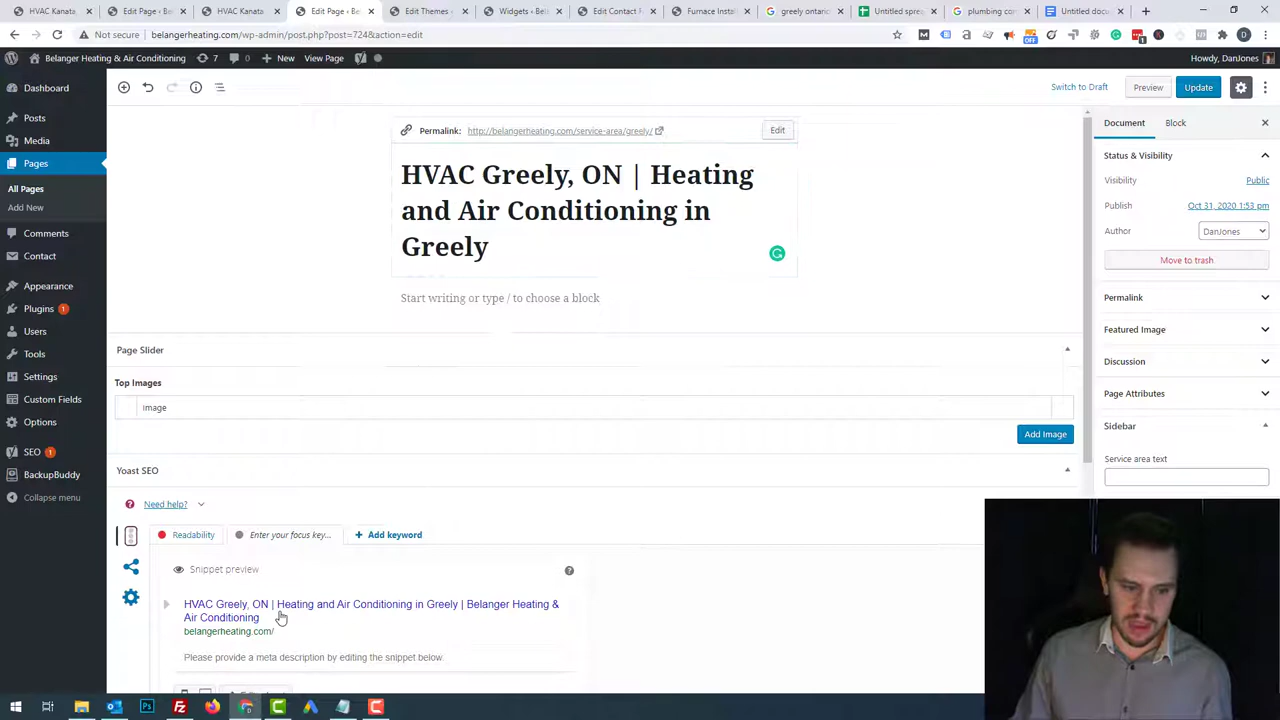 HVAC Kanata,
Edit Page ‹ Be
HVAC Kanata
Edit Page ‹ Bel
Edit Themes ‹
Widgets ‹ Bela
Edit Contact F
Furnace Install
greely ontario
Untitled spre
plumbing co
Untitled docu
Not secure
belangerheating.com/wp-admin/post.php?post=724&action=edit
OFF
1
D
Belanger Heating & Air Conditioning
7
0
New
View Page
Howdy, DanJones
Dashboard
Posts
Media
Pages
All Pages
Add New
Comments
Contact
Appearance
Plugins 1
Users
Tools
Settings
Custom Fields
Options
SEO 1
BackupBuddy
Collapse menu
Switch to Draft
Preview
Update
Permalink: http://belangerheating.com/service-area/greely/
Edit
HVAC Greely, ON | Heating
and Air Conditioning in
Greely
Start writing or type / to choose a block
Page Slider
Top Images
image
Add Image
Yoast SEO
Need help?
Readability
Enter your focus key...
Add keyword
Snippet preview
HVAC Greely, ON | Heating and Air Conditioning in Greely | Belanger Heating &
Air Conditioning
belangerheating.com/
Please provide a meta description by editing the snippet below.
Document
Block
Status & Visibility
Visibility
Public
Publish
Oct 31, 2020 1:53 pm
Author
DanJones
Move to trash
Permalink
Featured Image
Discussion
Page Attributes
Sidebar
Service area text